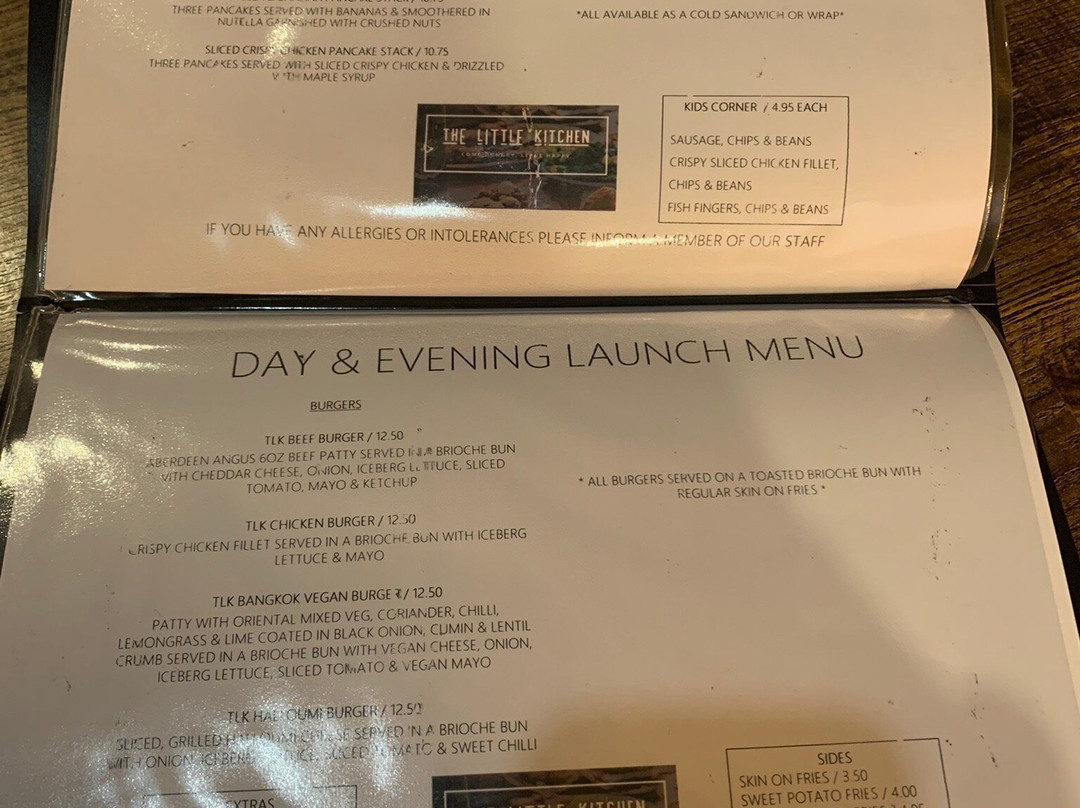 THREE PANCAKES SERVED WITH BANANAS & SMOOTHERED IN
NUTELLA GARNISHED WITH CRUSHED NUTS
SLICED CRISPY CHICKEN PANCAKE STACK / 10.75
THREE PANCAKES SERVED WITH SLICED CRISPY CHICKEN & DRIZZLED
WITH MAPLE SYRUP
*ALL AVAILABLE AS A COLD SANDWICH OR WRAP*
THE LITTLE KITCHEN
KIDS CORNER / 4.95 EACH
SAUSAGE, CHIPS & BEANS
CRISPY SLICED CHICKEN FILLET,
CHIPS & BEANS
FISH FINGERS, CHIPS & BEANS
IF YOU HAVE ANY ALLERGIES OR INTOLERANCES PLEASE INFORM A MEMBER OF OUR STAFF
DAY & EVENING LAUNCH MENU
BURGERS
TLK BEEF BURGER / 12.50
ABERDEEN ANGUS 6OZ BEEF PATTY SERVED IN A BRIOCHE BUN
WITH CHEDDAR CHEESE, ONION, ICEBERG LETTUCE, SLICED
TOMATO, MAYO & KETCHUP
* ALL BURGERS SERVED ON A TOASTED BRIOCHE BUN WITH
REGULAR SKIN ON FRIES *
TLK CHICKEN BURGER / 12.50
CRISPY CHICKEN FILLET SERVED IN A BRIOCHE BUN WITH ICEBERG
LETTUCE & MAYO
TLK BANGKOK VEGAN BURGER / 12.50
PATTY WITH ORIENTAL MIXED VEG, CORIANDER, CHILLI,
LEMONGRASS & LIME COATED IN BLACK ONION, CUMIN & LENTIL
CRUMB SERVED IN A BRIOCHE BUN WITH VEGAN CHEESE, ONION,
ICEBERG LETTUCE, SLICED TOMATO & VEGAN MAYO
TLK HALLOUMI BURGER / 12.50
SLICED, GRILLED HALLOUMI CHEESE SERVED IN A BRIOCHE BUN
WITH ONION, ICEBERG LETTUCE, SLICED TOMATO & SWEET CHILLI
EXTRAS
THE LITTLE KITCHEN
SIDES
SKIN ON FRIES / 3.50
SWEET POTATO FRIES / 4.00